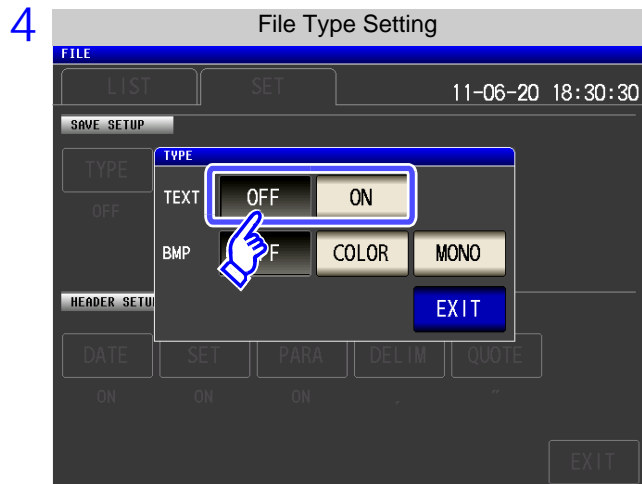 4
File Type Setting
FILE
LIST SET 11-06-20 18:30:30
SAVE SETUP
TYPE
TYPE
OFF
TEXT OFF ON
BMP F COLOR MONO
EXIT
HEADER SETU
DATE SET PARA DELIM QUOTE
ON ON ON , "
EXIT